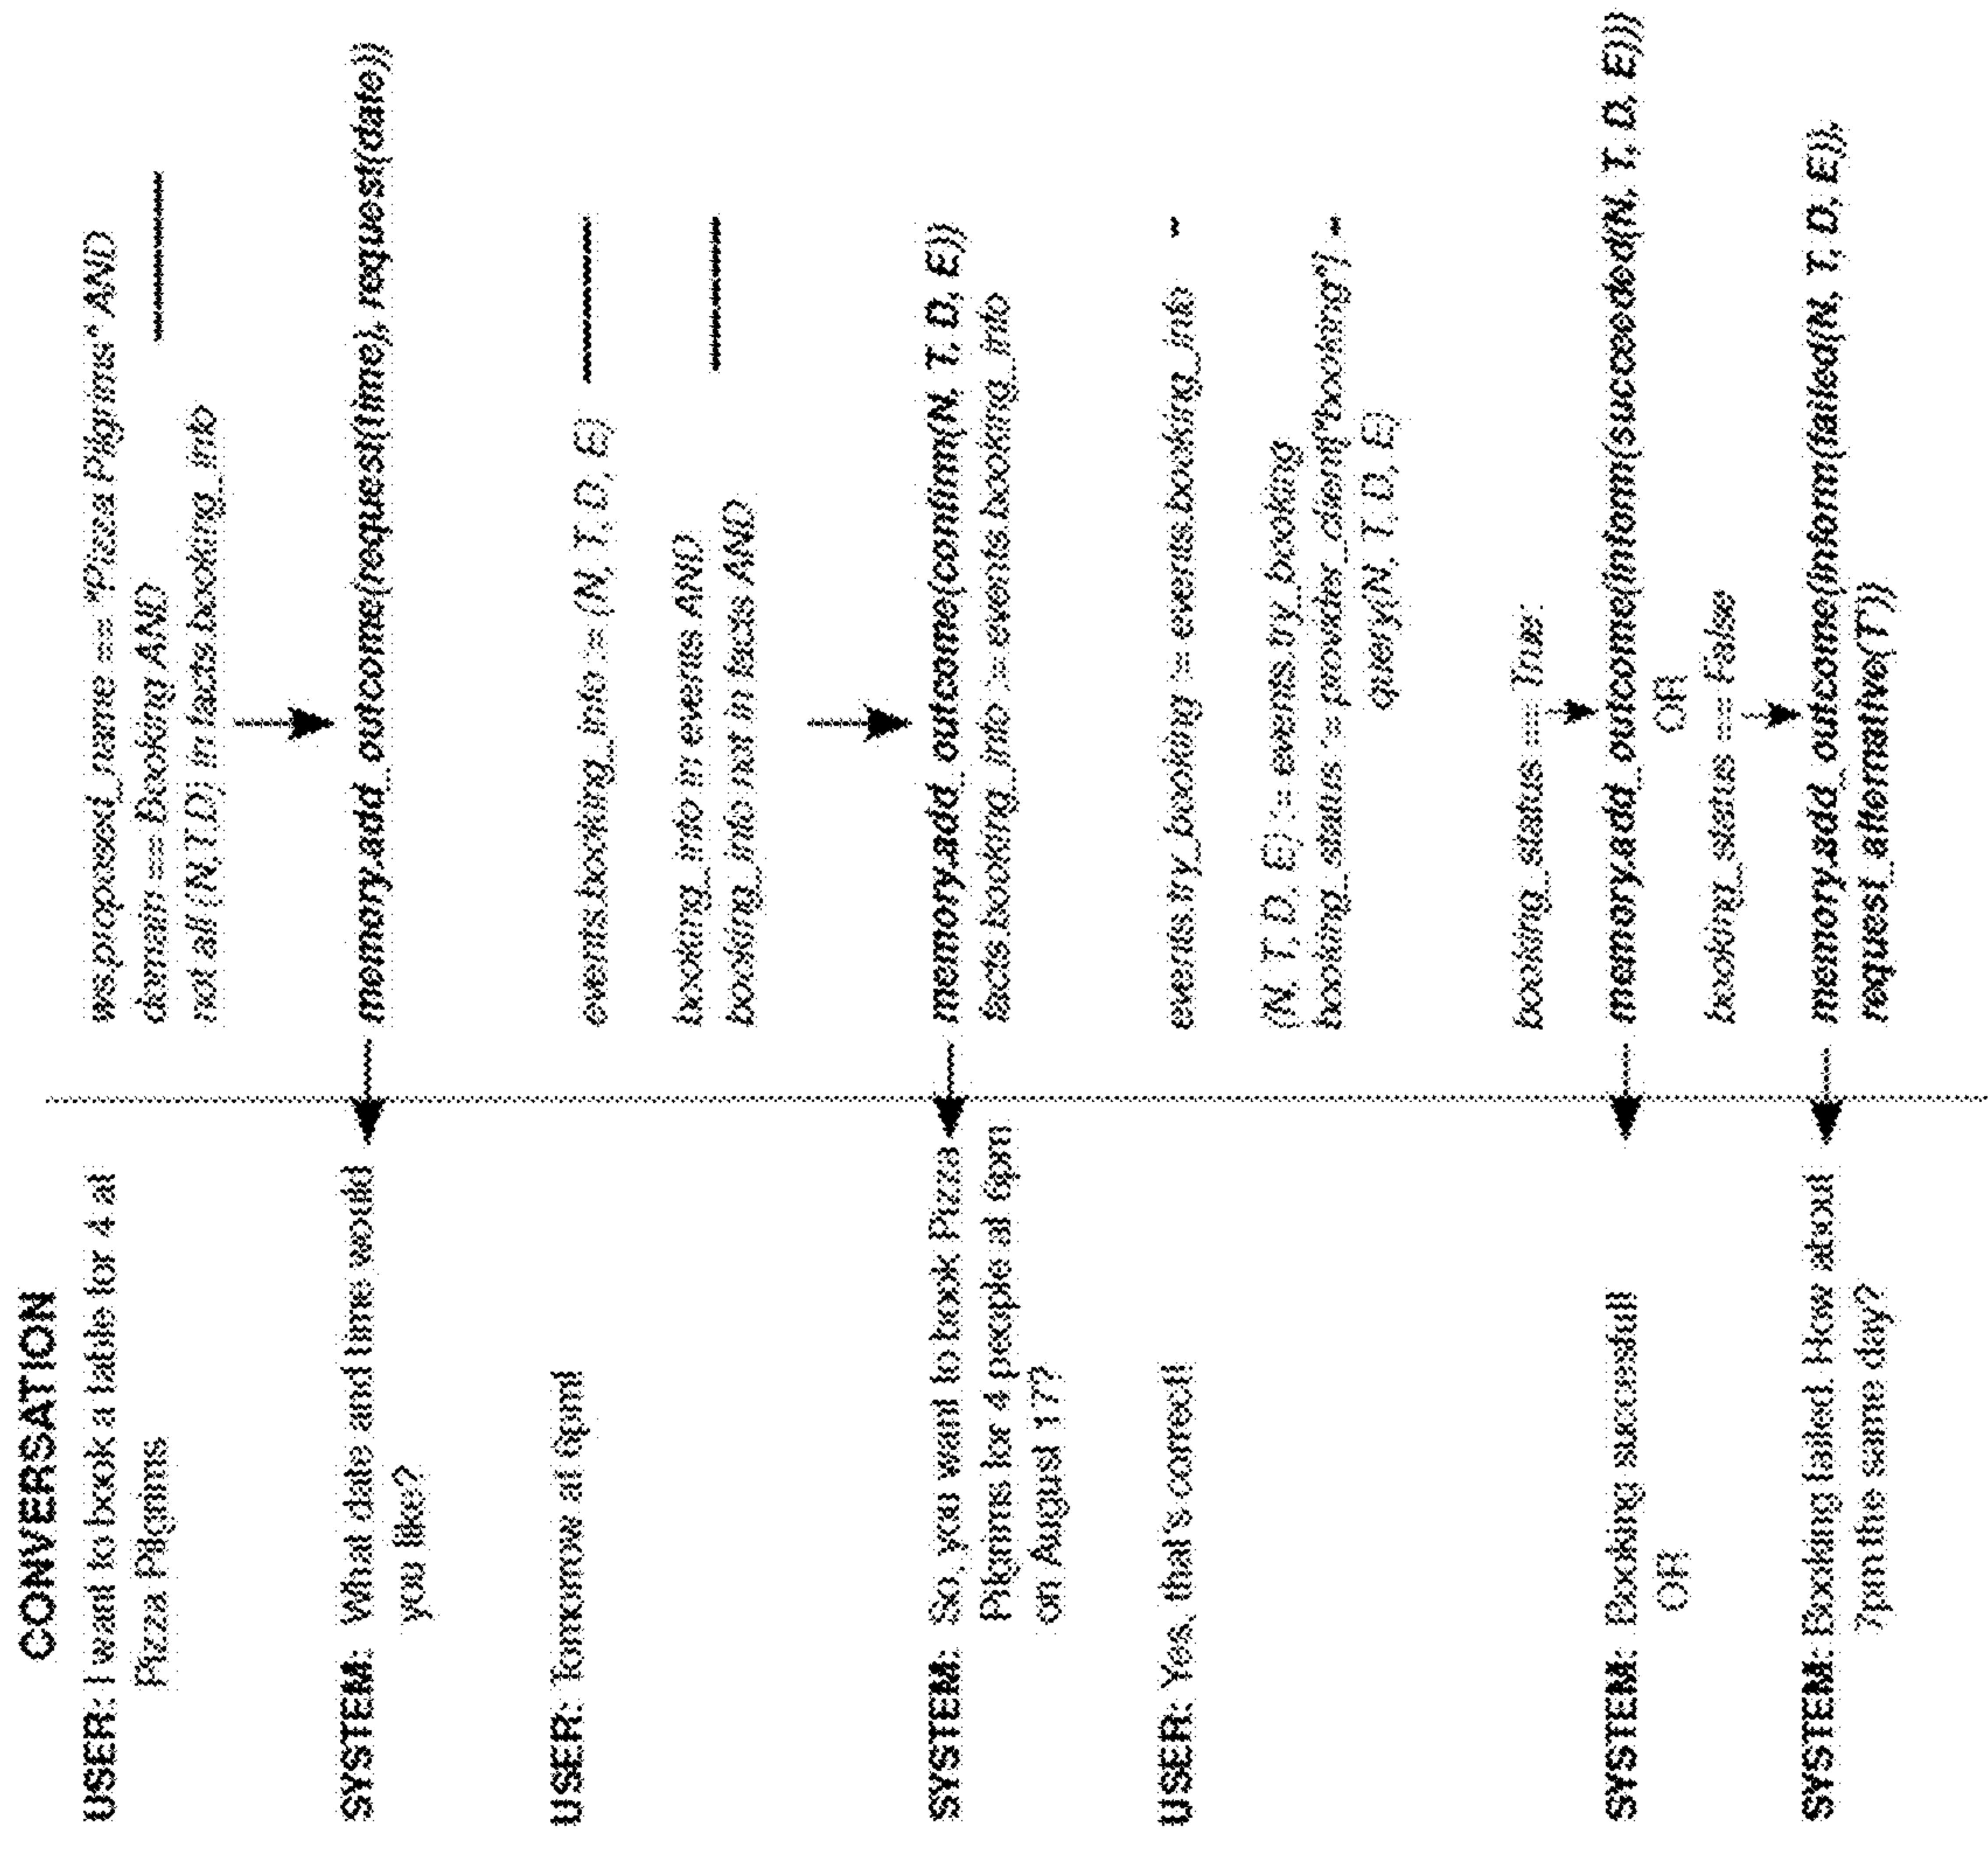 CONVERSATION
USER: I want to book a table for 4 at
Pizza Pilgrims
ws.proposed_name == "Pizza Pilgrims" AND
domain == Booking AND
not all (N,T,D) in facts.booking_info
SYSTEM: What date and time would
you like?
memory.add_outcome(request(time), request(date))
USER: Tomorrow at 6pm!
events.booking_info := (N, T, D, E)
booking_info in events AND
booking_info not in facts AND
SYSTEM: So, you want to book Pizza
Pilgrims for 4 people at 6pm
on August 17?
memory.add_outcome(confirm(N, T, D, E))
facts.booking_info := events.booking_info
USER: Yes, that's correct!
events.try_booking := events.booking_info
(N, T, D, E) := events.try_booking
booking_status := provider_client["booking"].
query(N, T, D, E)
booking_status == True
SYSTEM: Booking successful!
OR
memory.add_outcome(inform(succeeded(N, T, D, E)))
OR
booking_status == False
SYSTEM: Booking failed. How about
7pm the same day?
memory.add_outcome(inform(failed(N, T, D, E)),
request_alternative(T'))